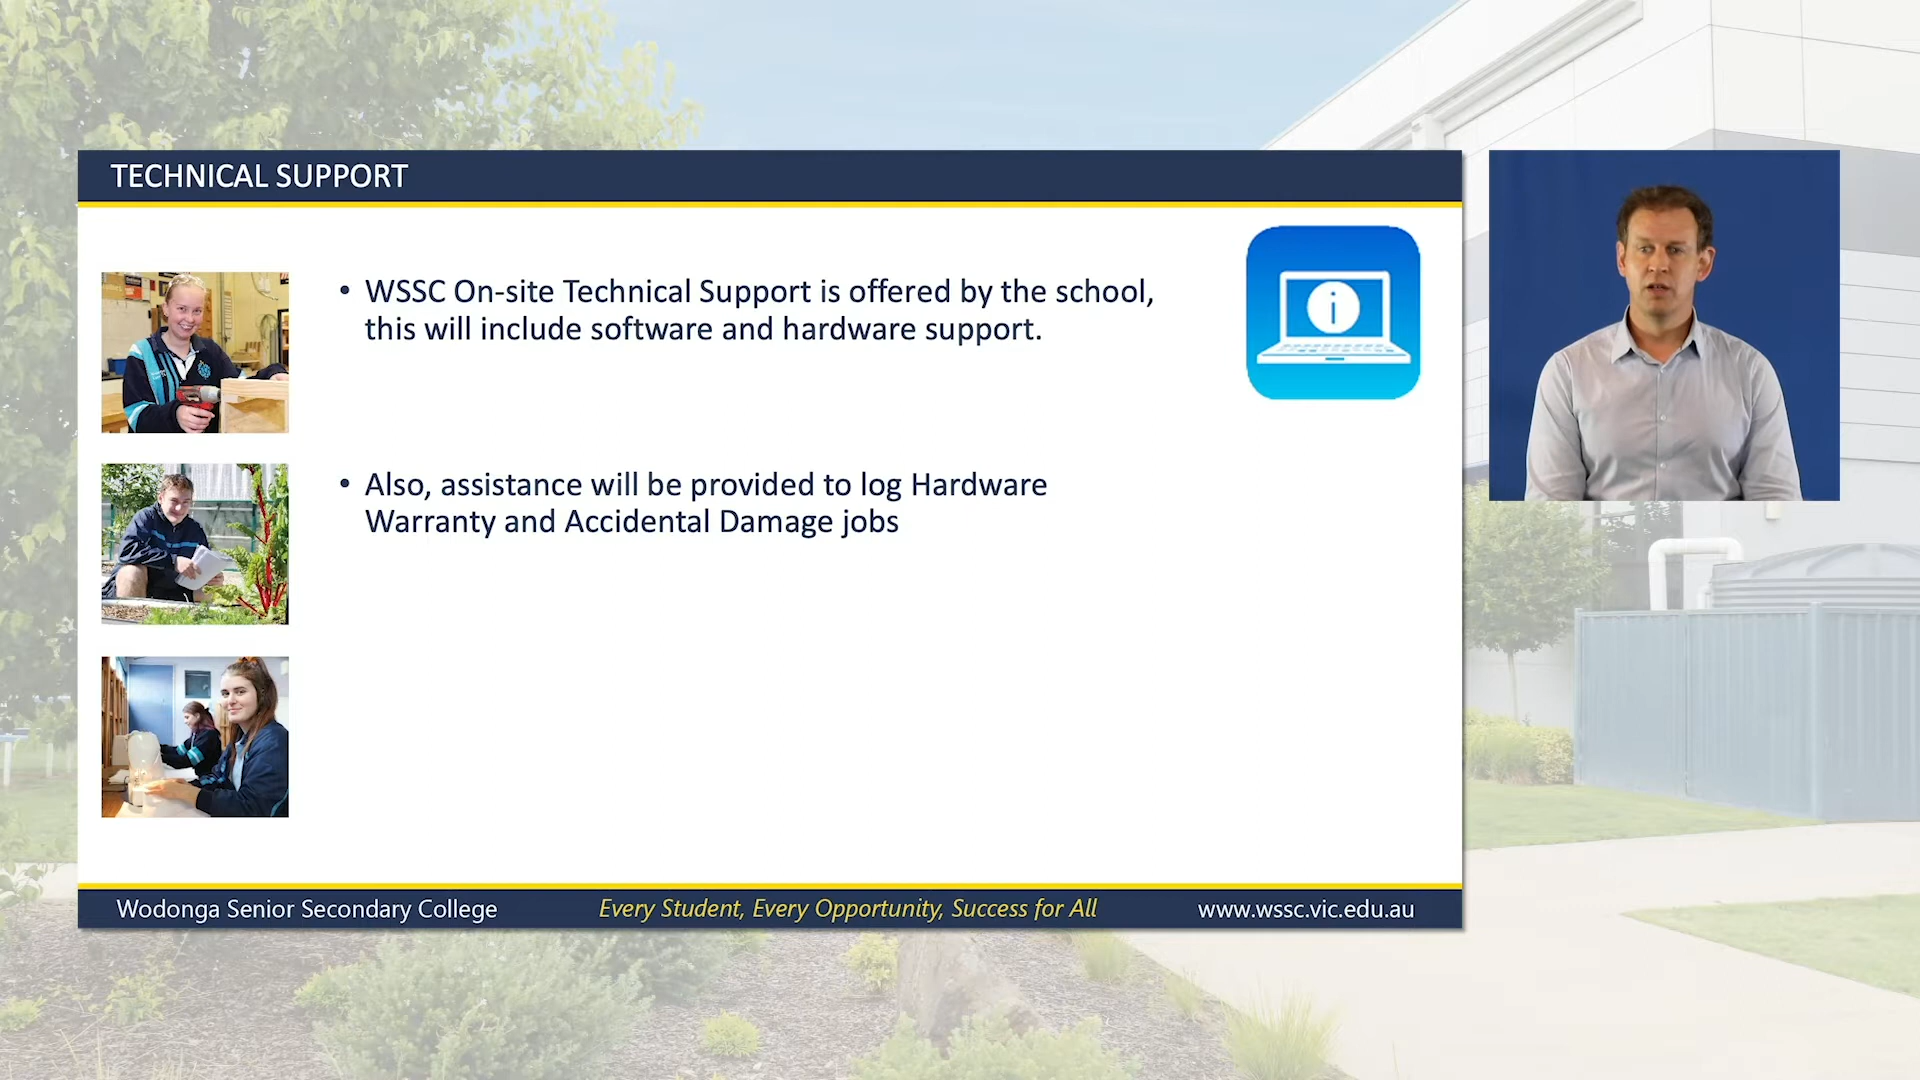 TECHNICAL SUPPORT
• WSSC On-site Technical Support is offered by the school,
this will include software and hardware support.
• Also, assistance will be provided to log Hardware
Warranty and Accidental Damage jobs
Wodonga Senior Secondary College
Every Student, Every Opportunity, Success for All
www.wssc.vic.edu.au